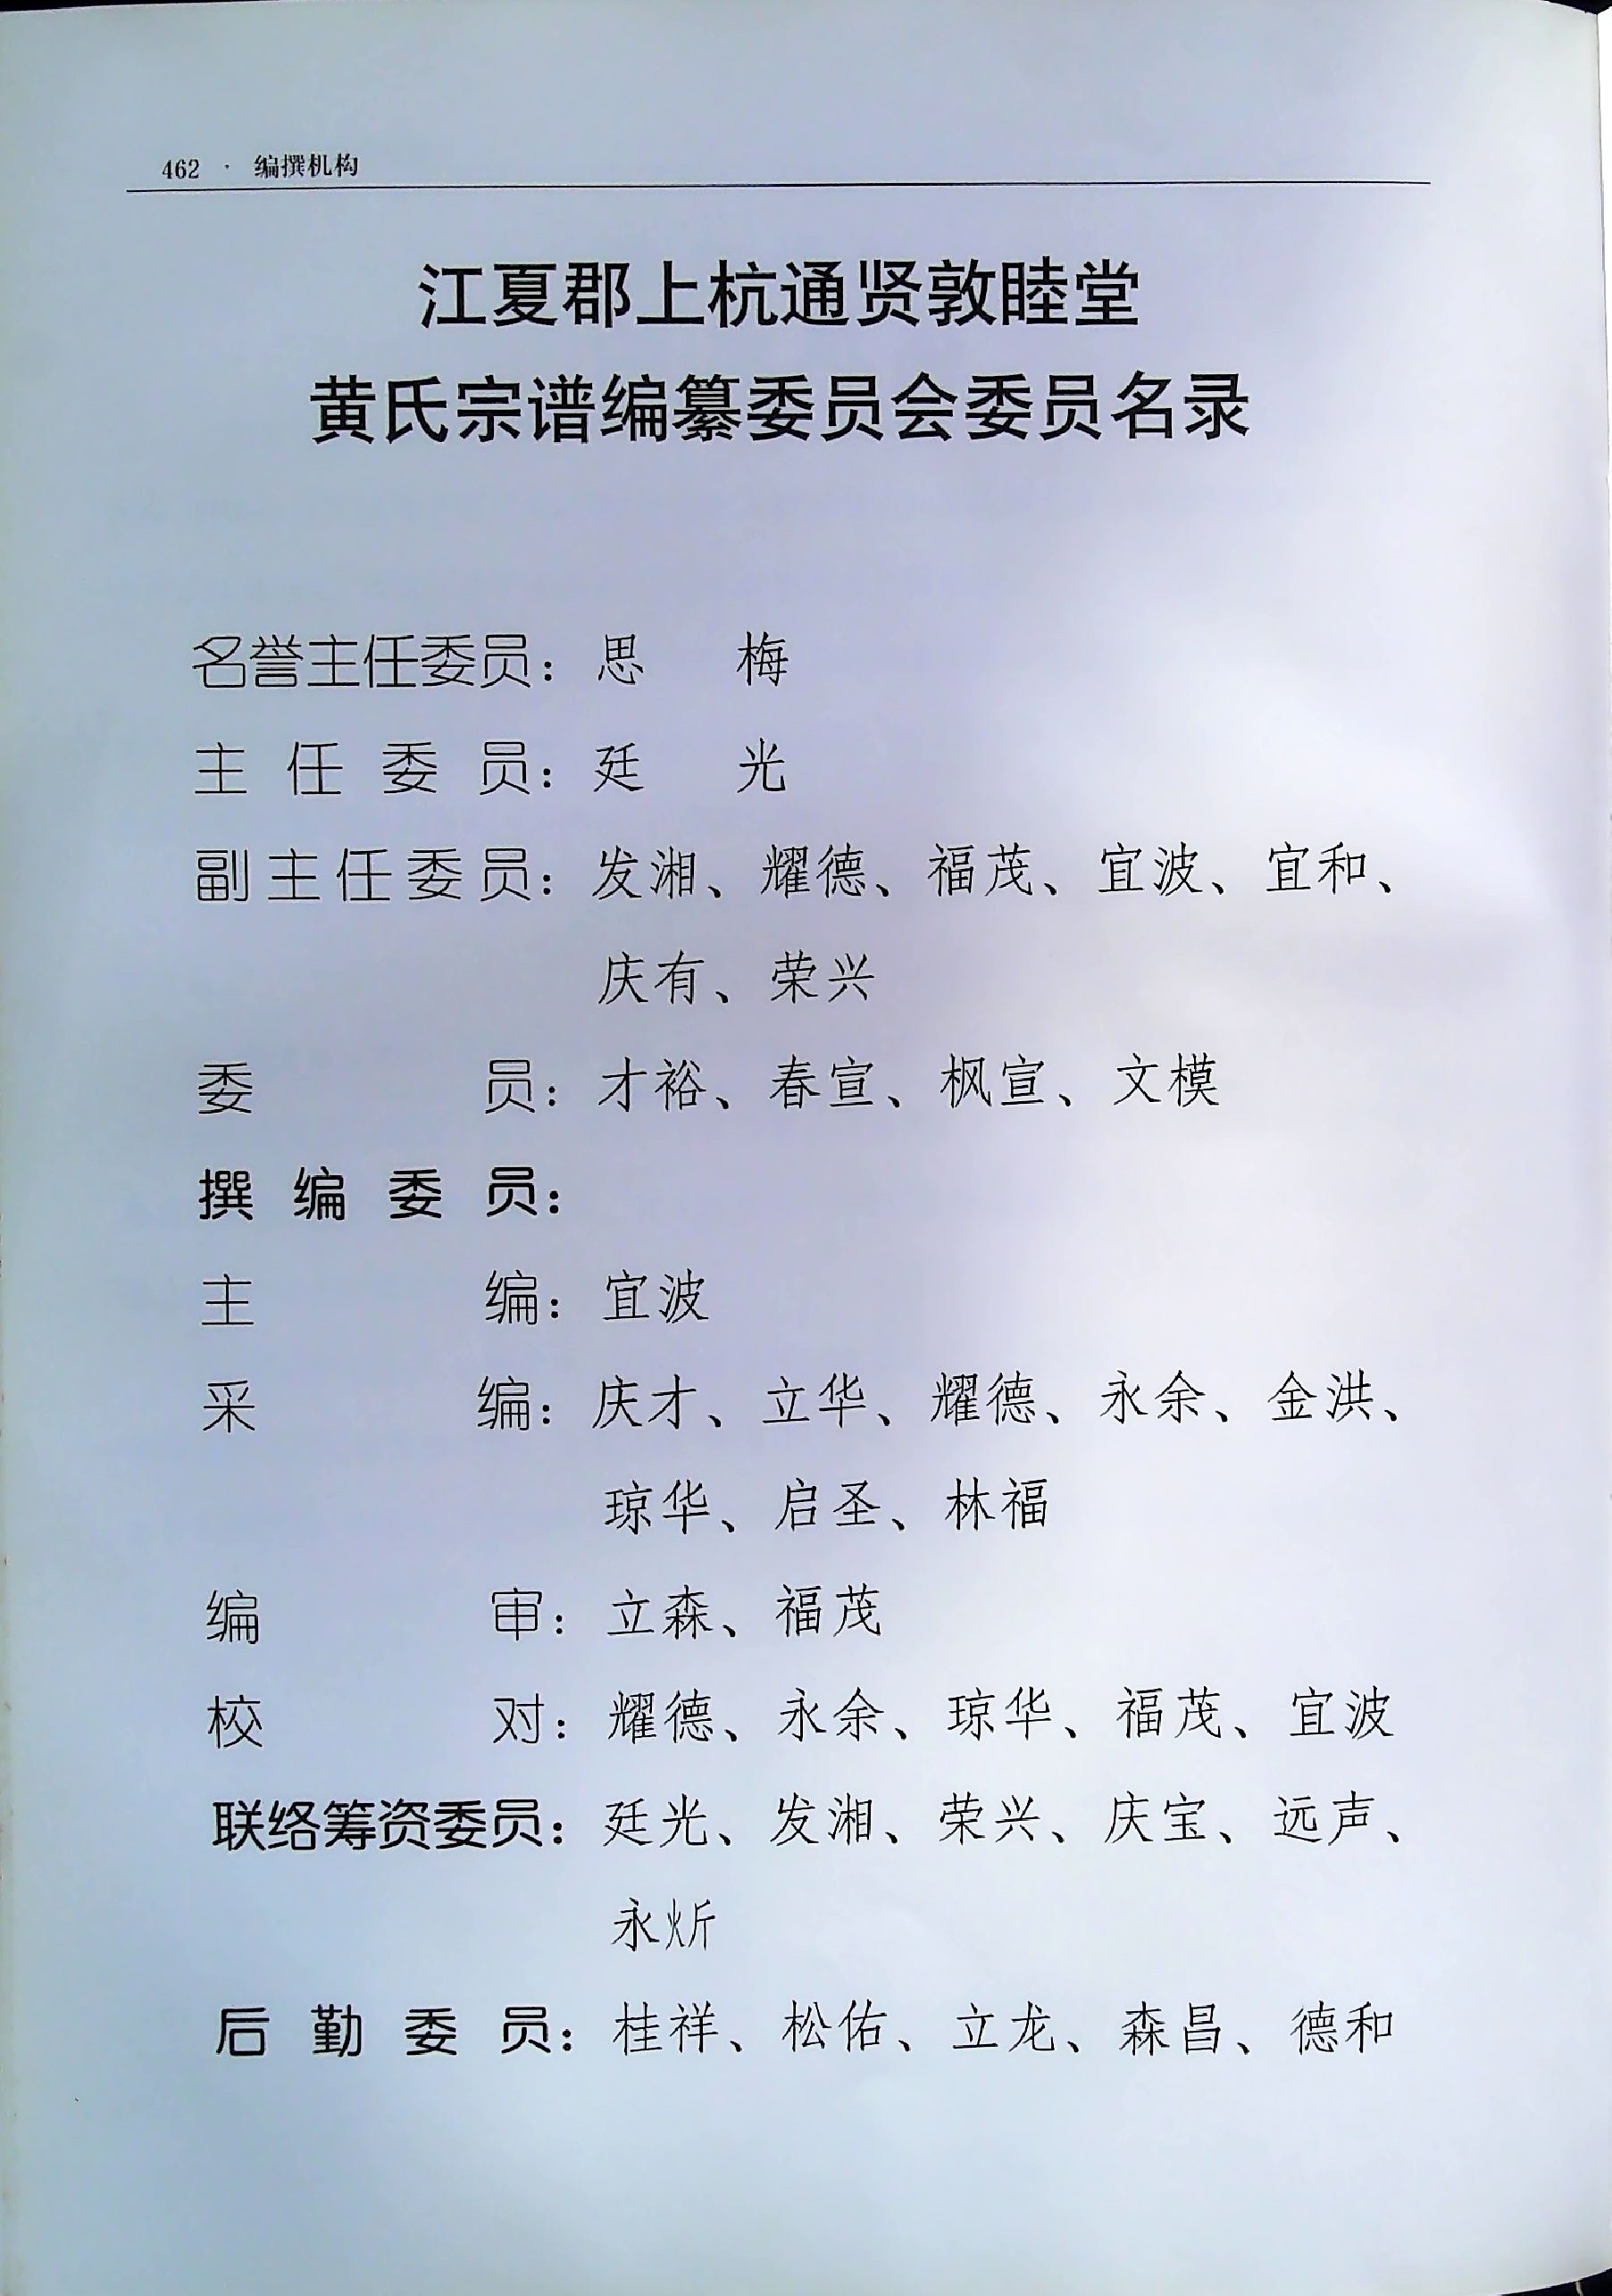 462 · 编撰机构
江夏郡上杭通贤敦睦堂
黄氏宗谱编纂委员会委员名录
名誉主任委员：思 梅
主任委员：廷 光
副主任委员：发湘、耀德、福茂、宜波、宜和、
庆有、荣兴
委 员：才裕、春宣、枫宣、文模
撰编委员：
主 编：宜波
采 编：庆才、立华、耀德、永余、金洪、
琼华、启圣、林福
编 审：立森、福茂
校 对：耀德、永余、琼华、福茂、宜波
联络筹资委员：廷光、发湘、荣兴、庆宝、远声、
永炘
后勤委员：桂祥、松佑、立龙、森昌、德和